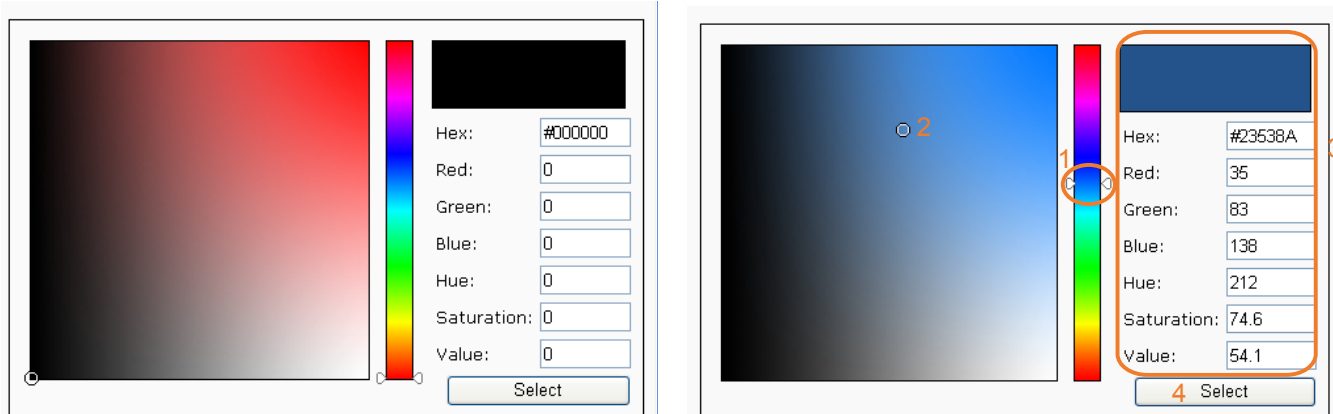 Hex: #000000
Red: 0
Green: 0
Blue: 0
Hue: 0
Saturation: 0
Value: 0
Select
1
2
Hex: #23538A
Red: 35
Green: 83
Blue: 138
Hue: 212
Saturation: 74.6
Value: 54.1
4 Select